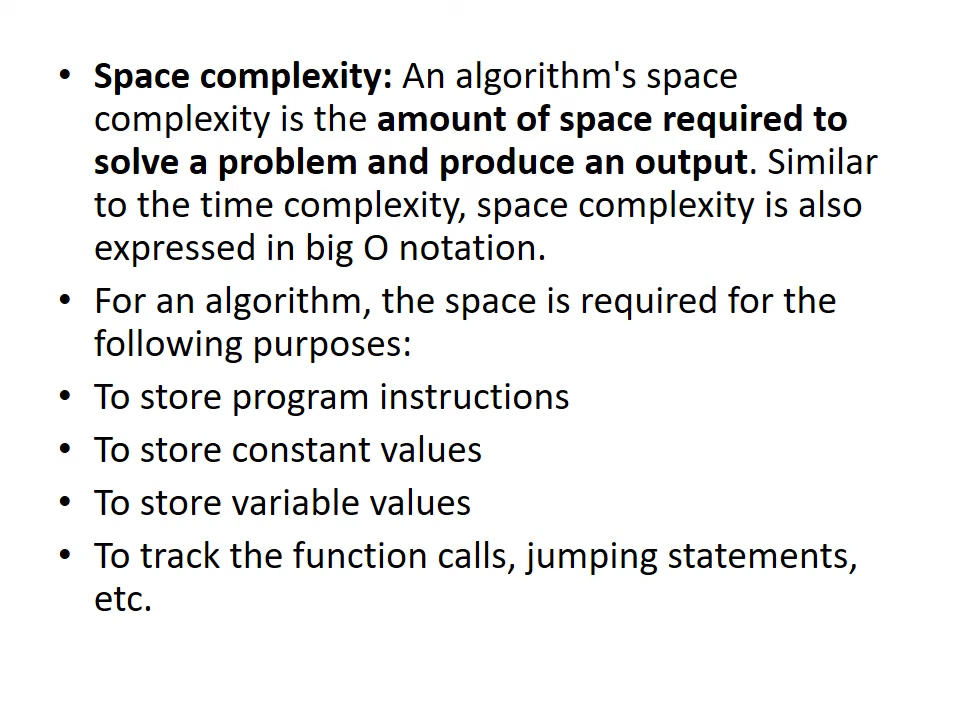 • Space complexity: An algorithm's space
complexity is the amount of space required to
solve a problem and produce an output. Similar
to the time complexity, space complexity is also
expressed in big O notation.
• For an algorithm, the space is required for the
following purposes:
• To store program instructions
• To store constant values
• To store variable values
• To track the function calls, jumping statements,
etc.